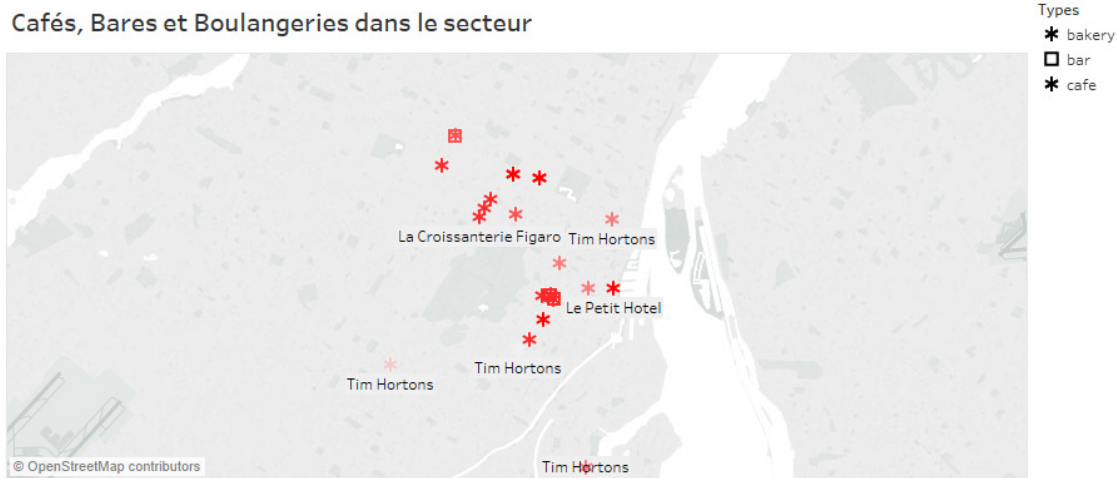 Cafés, Bares et Boulangeries dans le secteur
Types
bakery
bar
cafe
La Croissanterie Figaro
Tim Hortons
Le Petit Hotel
Tim Hortons
Tim Hortons
Tim Hortons
© OpenStreetMap contributors